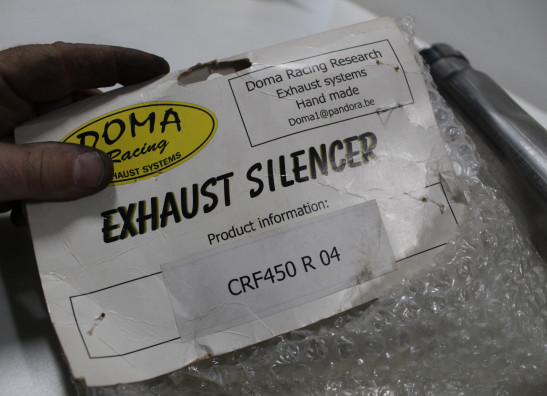 DOMA
Racing
EXHAUST SYSTEMS
Doma Racing Research
Exhaust systems
Hand made
Doma1@pandora.be
EXHAUST SILENCER
Product information:
CRF450 R 04